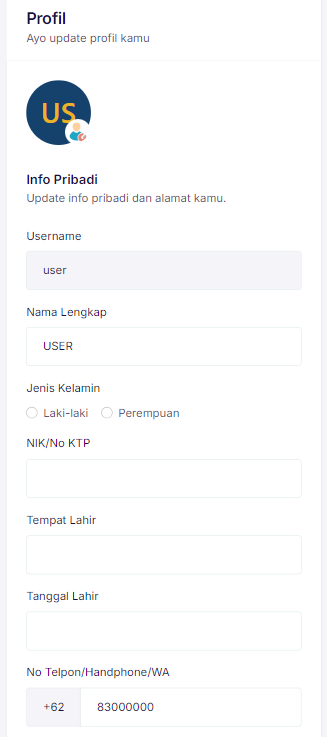 Profil
Ayo update profil kamu
US
Info Pribadi
Update info pribadi dan alamat kamu.
Username
user
Nama Lengkap
USER
Jenis Kelamin
Laki-laki Perempuan
NIK/No KTP
Tempat Lahir
Tanggal Lahir
No Telpon/Handphone/WA
+62 83000000